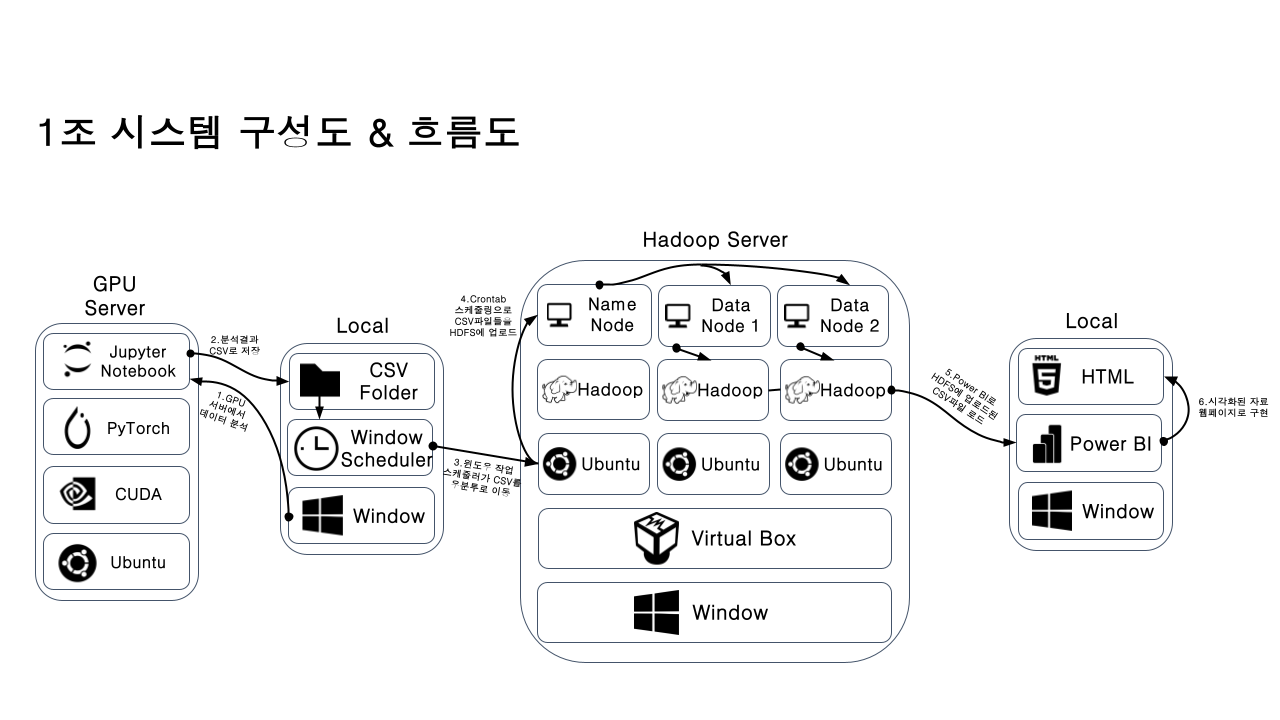 1조 시스템 구성도 & 흐름도
GPU
Server
Jupyter
Notebook
PyTorch
CUDA
Ubuntu
2.분석결과
CSV로 저장
1.GPU
서버에서
데이터 분석
Local
CSV
Folder
Window
Scheduler
Window
3.윈도우 작업
스케줄러가 CSV를
우분투로 이동
4.Crontab
스케줄링으로
CSV파일들을
HDFS에 업로드
Hadoop Server
Name
Node
Data
Node 1
Data
Node 2
Hadoop
Hadoop
Hadoop
Ubuntu
Ubuntu
Ubuntu
Virtual Box
Window
5.Power BI로
HDFS에 업로드된
CSV파일 로드
Local
HTML
HTML
Power BI
Window
6.시각화된 자료
웹페이지로 구현